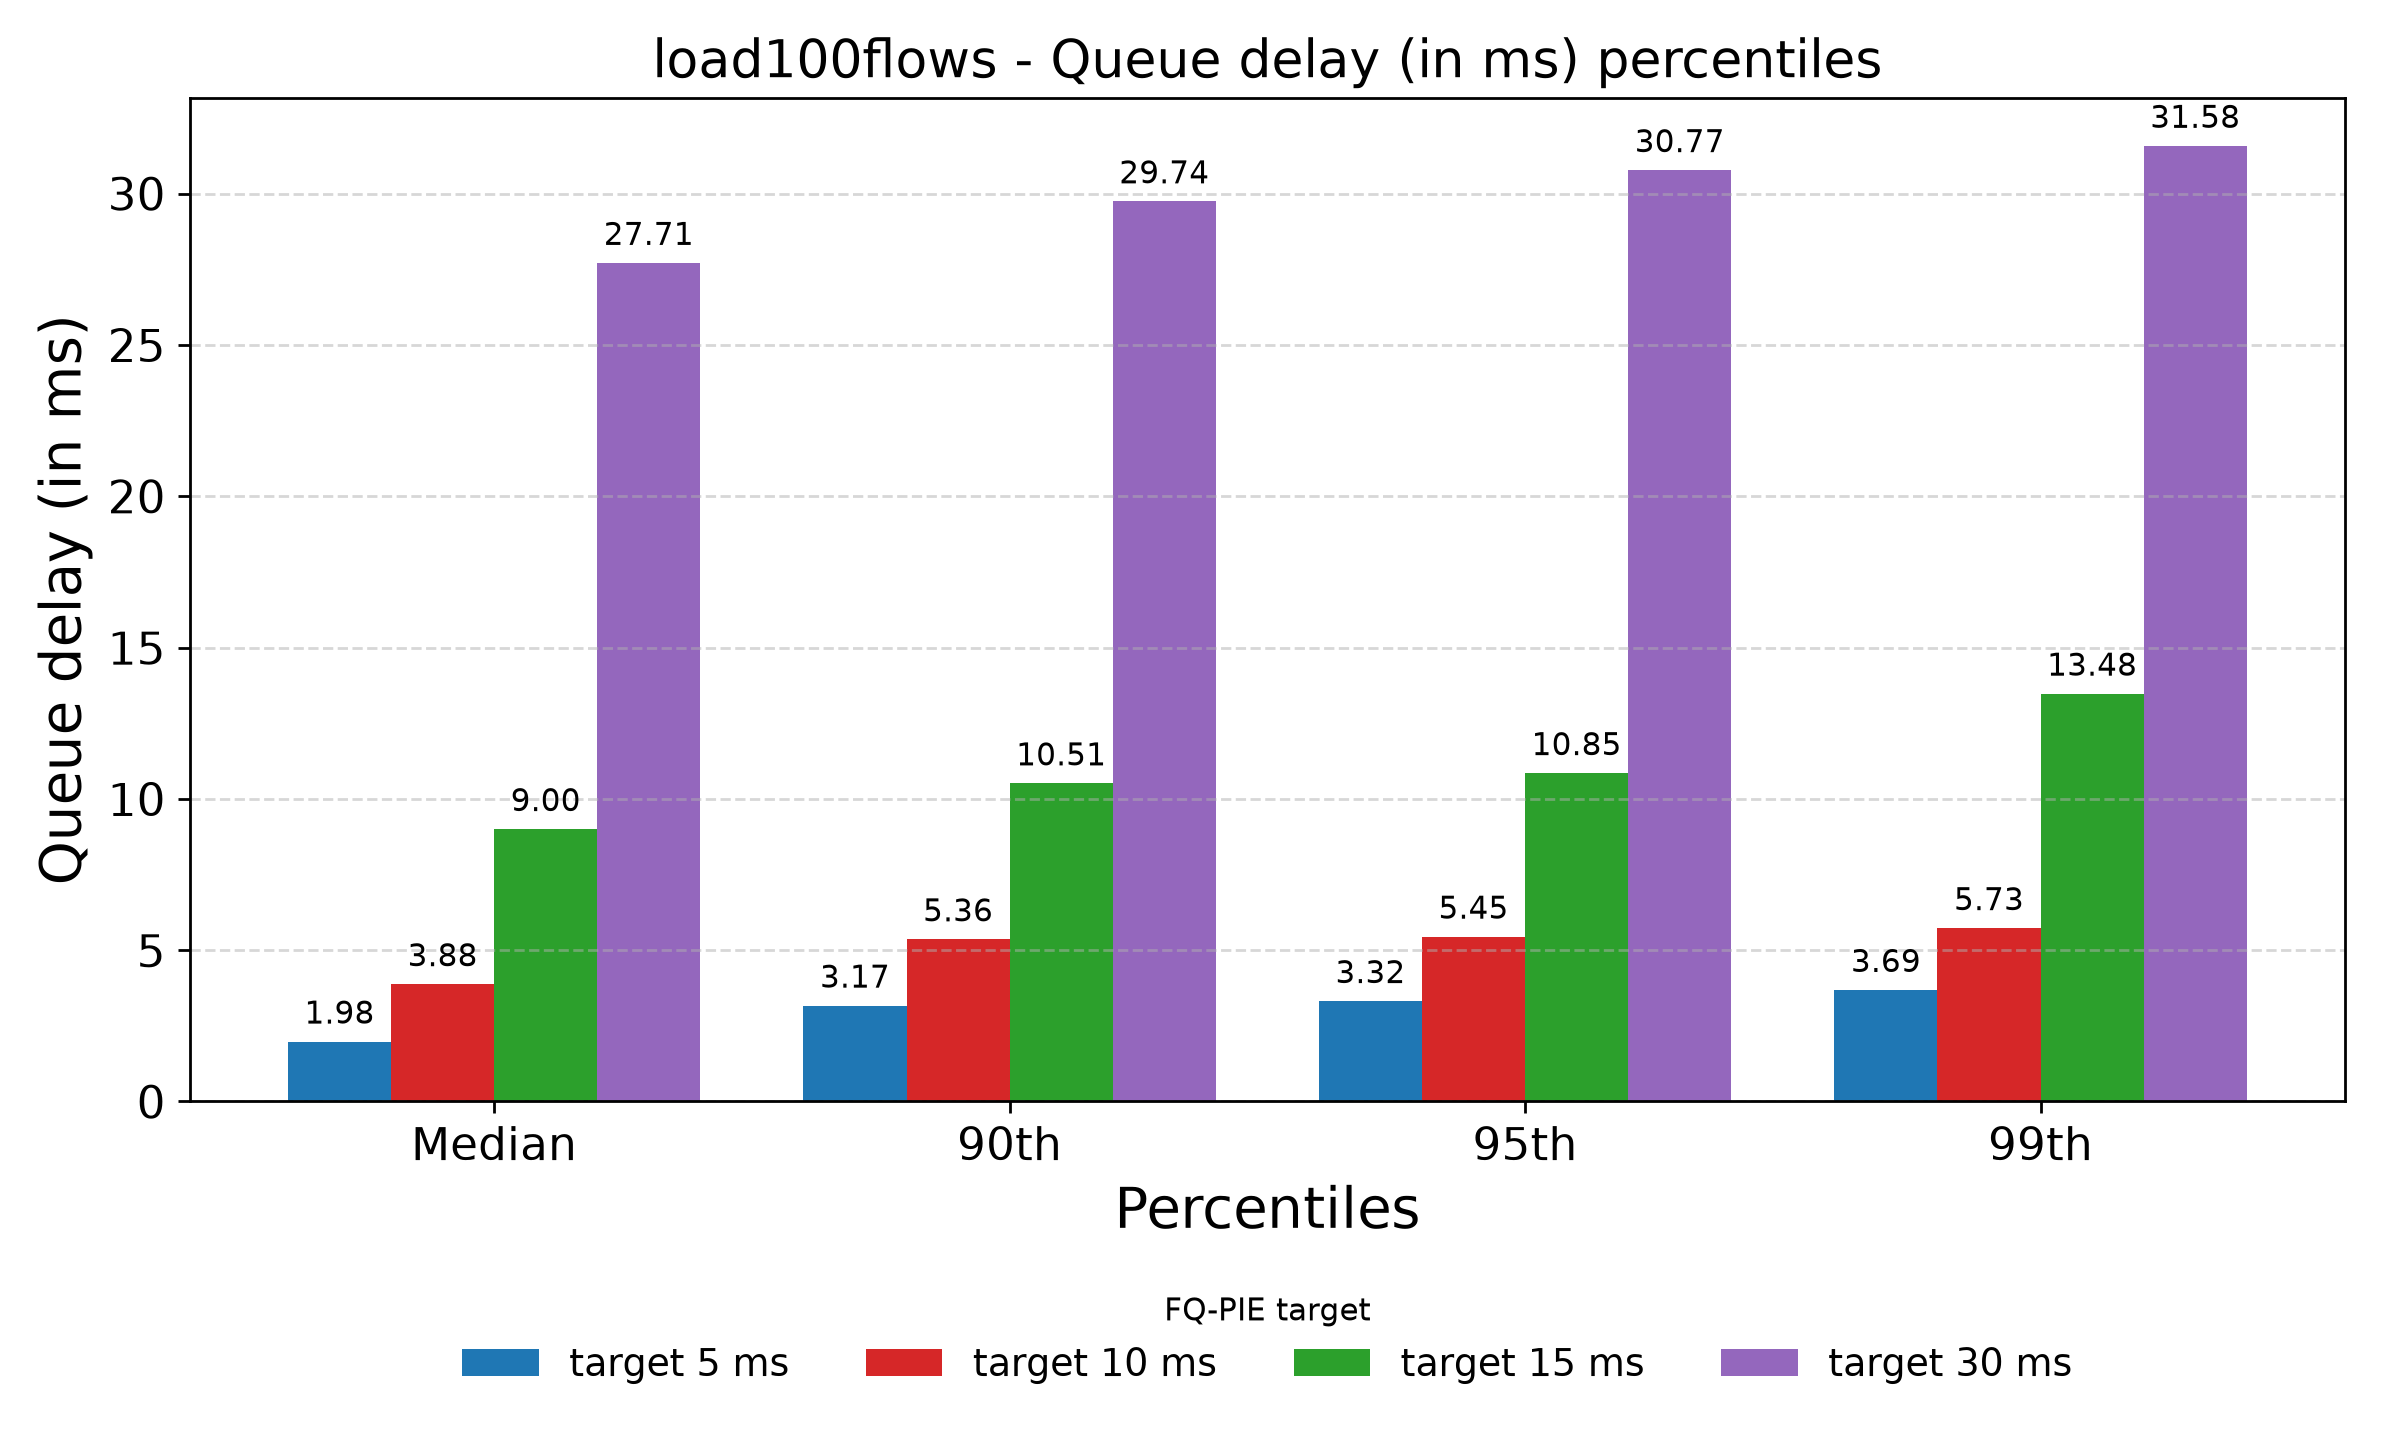 load100flows - Queue delay (in ms) percentiles
Queue delay (in ms)
30
25
20
15
10
5
0
1.98
3.88
9.00
27.71
3.17
5.36
10.51
29.74
3.32
5.45
10.85
30.77
3.69
5.73
13.48
31.58
Median
90th
95th
99th
Percentiles
FQ-PIE target
target 5 ms
target 10 ms
target 15 ms
target 30 ms